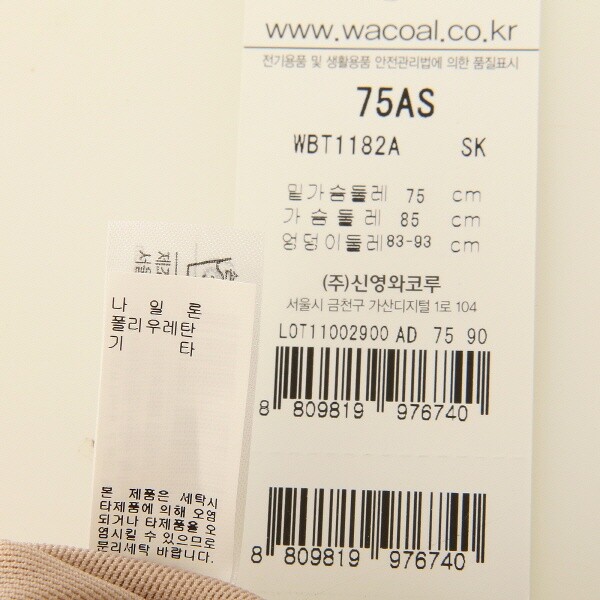 www.wacoal.co.kr
전기용품 및 생활용품 안전관리법에 의한 품질표시
75AS
WBT1182A SK
밑가슴둘레 75 cm
가슴둘레 85 cm
엉덩이둘레 83-93 cm
(주)신영와코루
서울시 금천구 가산디지털 1로 104
LOT11002900 AD 75 90
8 809819 976740
8 809819 976740
나일론
폴리우레탄
기타
본 제품은 세탁시
타제품에 의해 오염
되거나 타제품을 오
염시킬 수 있으므로
분리세탁 바랍니다.